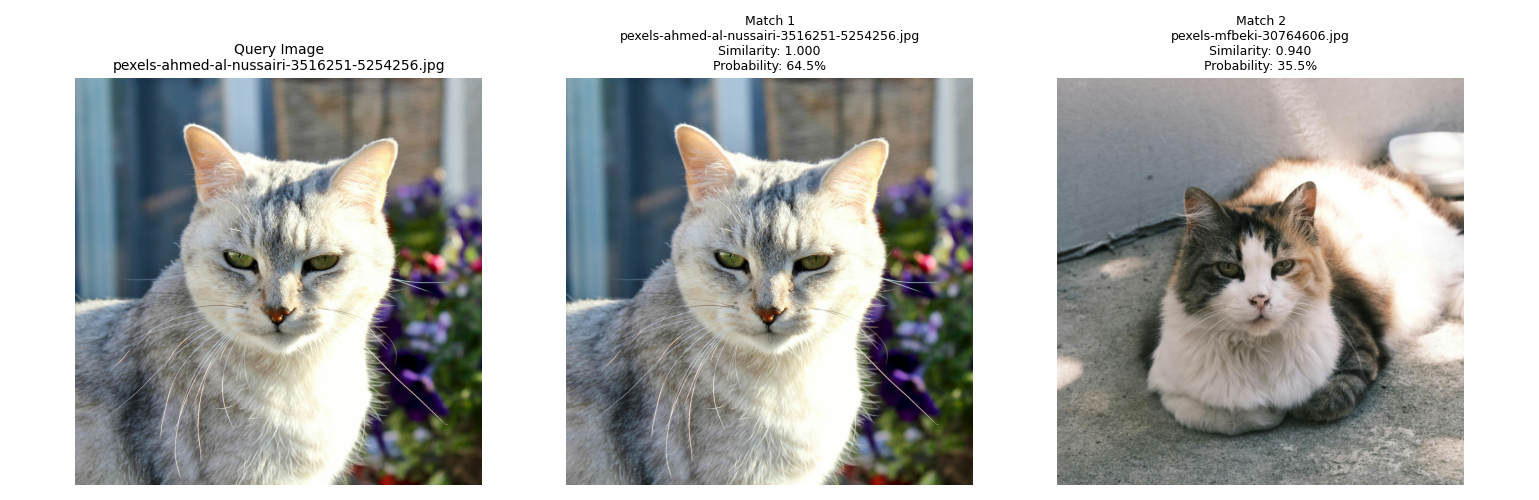 Query Image
pexels-ahmed-al-nussairi-3516251-5254256.jpg
Match 1
pexels-ahmed-al-nussairi-3516251-5254256.jpg
Similarity: 1.000
Probability: 64.5%
Match 2
pexels-mfbeki-30764606.jpg
Similarity: 0.940
Probability: 35.5%